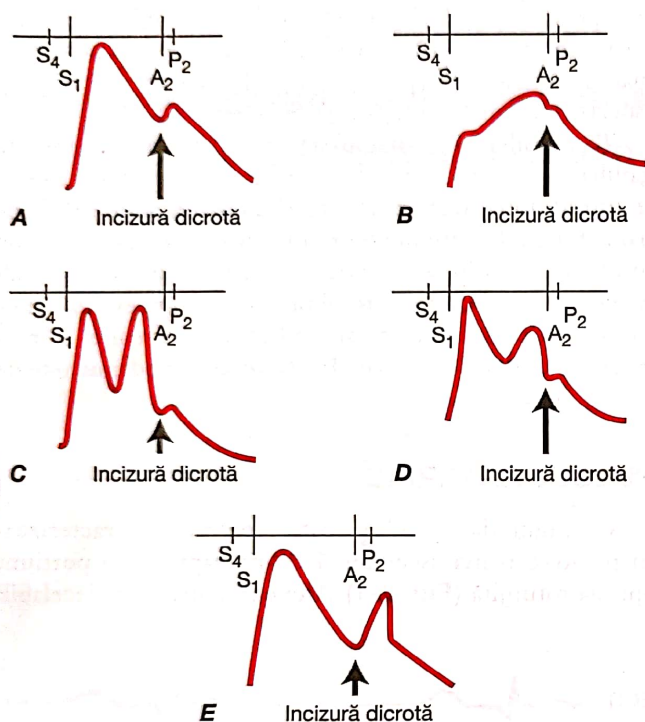 S4
S1
A2
P2
A
Incizură dicrotă
S4
S1
A2
P2
B
Incizură dicrotă
S4
S1
A2
P2
C
Incizură dicrotă
S4
S1
A2
P2
D
Incizură dicrotă
S4
S1
A2
P2
E
Incizură dicrotă